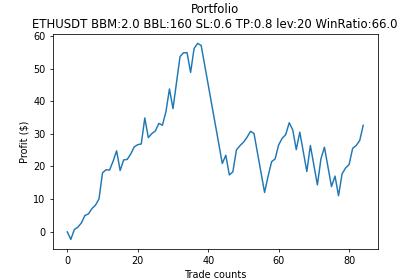 Portfolio
ETHUSDT BBM:2.0 BBL:160 SL:0.6 TP:0.8 lev:20 WinRatio:66.0
60
50
40
30
20
10
0
Profit ($)
0 20 40 60 80
Trade counts